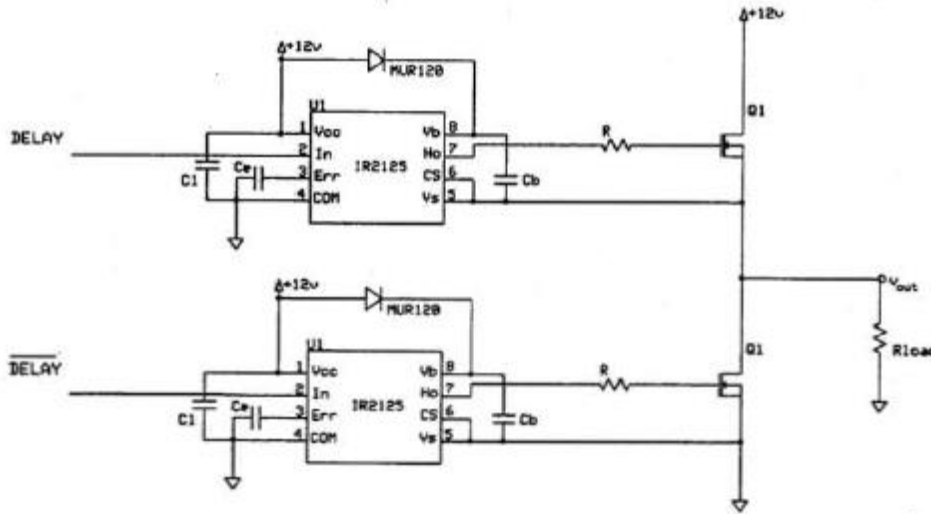 +12v
+12v
MUR120
U1
Q1
DELAY
1 Vcc Vb 8
R
2 In Ho 7
IR2125
C1
Ce
3 Err CS 6
Cb
4 COM Vs 5
+12v
Vout
MUR120
U1
Rload
Q1
DELAY
1 Vcc Vb 8
R
2 In Ho 7
IR2125
C1
Ce
3 Err CS 6
Cb
4 COM Vs 5